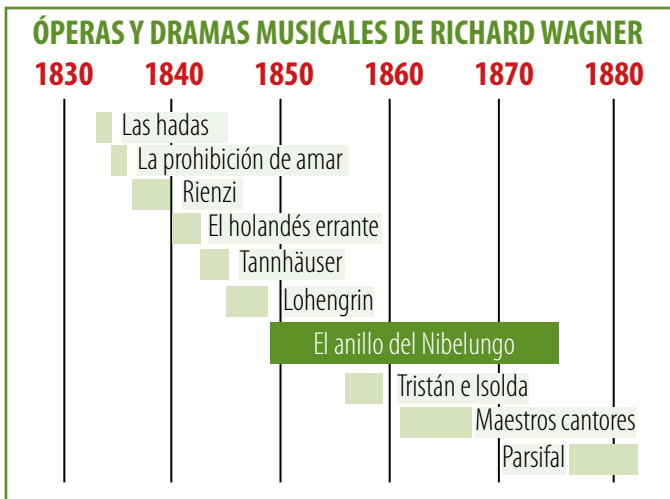 ÓPERAS Y DRAMAS MUSICALES DE RICHARD WAGNER
1830 1840 1850 1860 1870 1880
Las hadas
La prohibición de amar
Rienzi
El holandés errante
Tannhäuser
Lohengrin
El anillo del Nibelungo
Tristán e Isolda
Maestros cantores
Parsifal